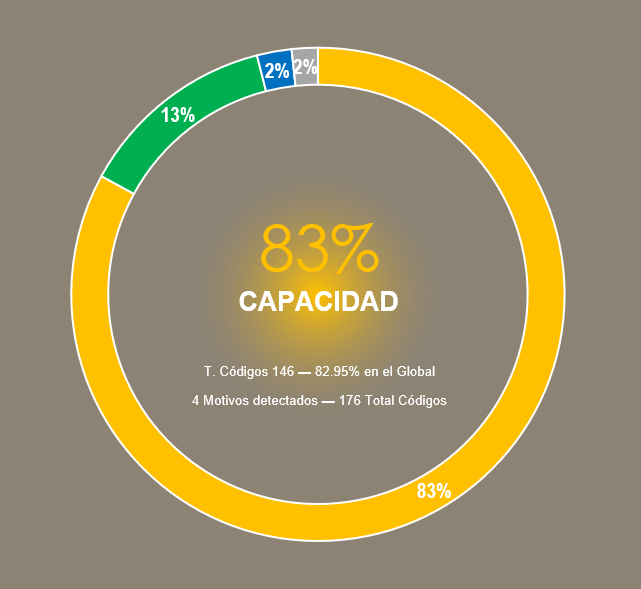 2%
2%
13%
83%
CAPACIDAD
T. Códigos 146 — 82.95% en el Global
4 Motivos detectados — 176 Total Códigos
83%